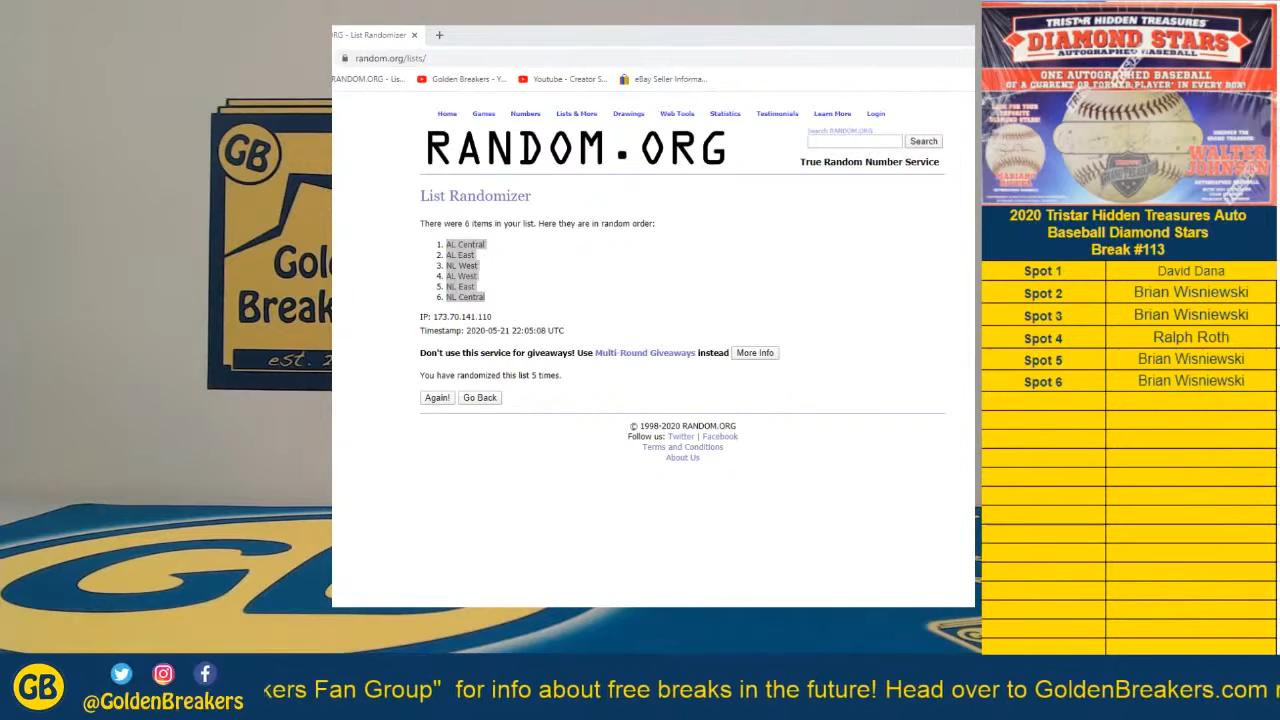 ORG - List Randomizer
random.org/lists/
RANDOM.ORG - Lis...
Golden Breakers - Y...
Youtube - Creator S...
eBay Seller Informa...
Home Games Numbers Lists & More Drawings Web Tools Statistics Testimonials Learn More Login
RANDOM.ORG
Search RANDOM.ORG
Search
True Random Number Service
List Randomizer
There were 6 items in your list. Here they are in random order:
1. AL Central
2. AL East
3. NL West
4. AL West
5. NL East
6. NL Central
IP: 173.70.141.110
Timestamp: 2020-05-21 22:05:08 UTC
Don't use this service for giveaways! Use Multi-Round Giveaways instead More Info
You have randomized this list 5 times.
Again! Go Back
© 1998-2020 RANDOM.ORG
Follow us: Twitter | Facebook
Terms and Conditions
About Us
GB
Gol
Break
est. 2
TRISTAR HIDDEN TREASURES
DIAMOND STARS
AUTOGRAPHED BASEBALL
ONE AUTOGRAPHED BASEBALL
OF A CURRENT OR FORMER PLAYER IN EVERY BOX!
MARIANO RIVERA
WALTER JOHNSON
2020 Tristar Hidden Treasures Auto
Baseball Diamond Stars
Break #113
Spot 1 David Dana
Spot 2 Brian Wisniewski
Spot 3 Brian Wisniewski
Spot 4 Ralph Roth
Spot 5 Brian Wisniewski
Spot 6 Brian Wisniewski
GB
@GoldenBreakers
kers Fan Group" for info about free breaks in the future! Head over to GoldenBreakers.com